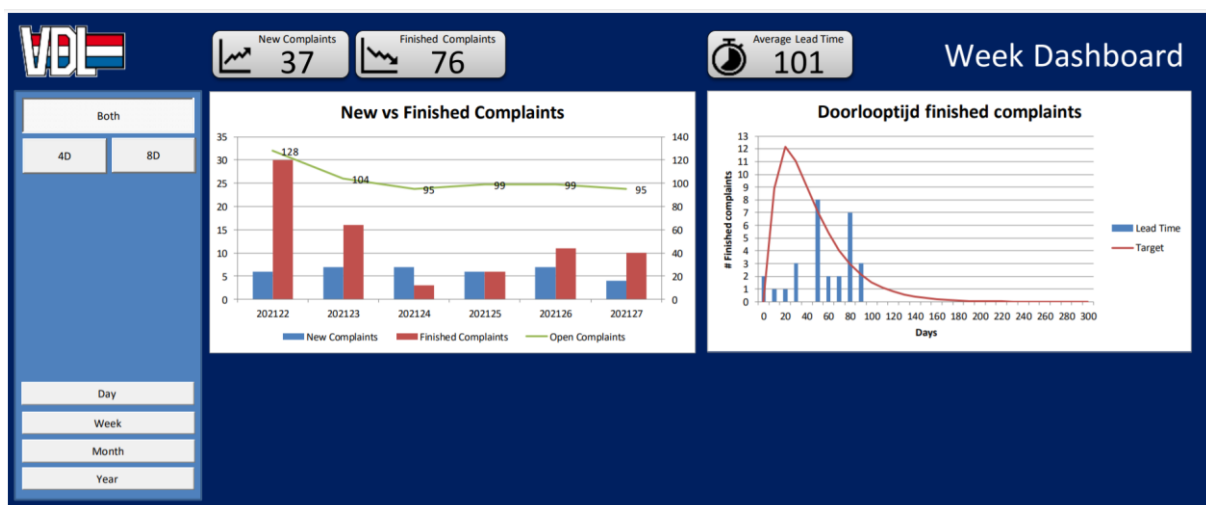 VDL
New Complaints
37
Finished Complaints
76
Average Lead Time
101
Week Dashboard
Both
4D
8D
Day
Week
Month
Year
New vs Finished Complaints
35
30
25
20
15
10
5
0
140
120
100
80
60
40
20
0
128
104
95
99
99
95
202122
202123
202124
202125
202126
202127
New Complaints
Finished Complaints
Open Complaints
Doorlooptijd finished complaints
# Finished complaints
13
12
11
10
9
8
7
6
5
4
3
2
1
0
0 20 40 60 80 100 120 140 160 180 200 220 240 260 280 300
Days
Lead Time
Target